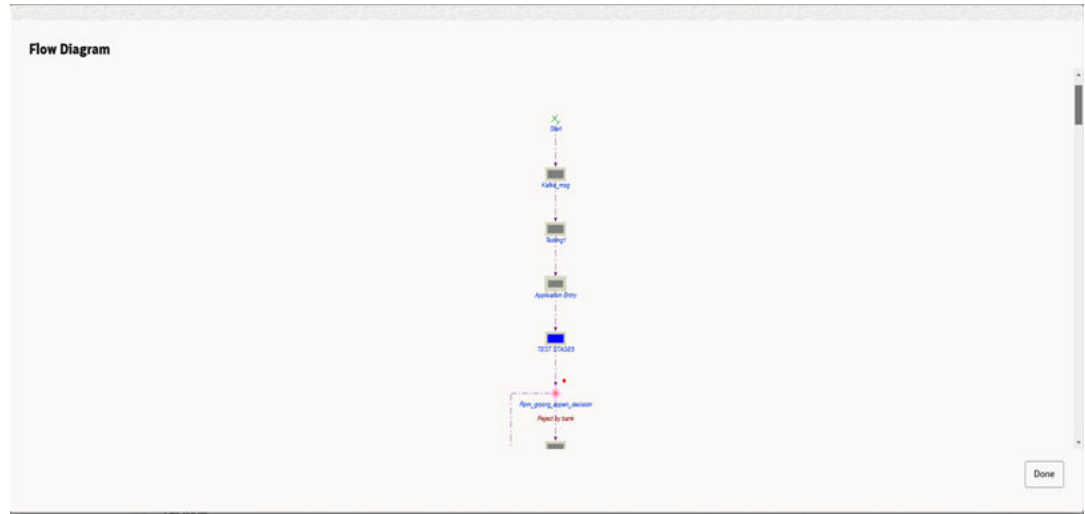 Flow Diagram
Start
Kafka_msg
Testing1
Application Entry
TEST STAGES
Reject by bank
Done